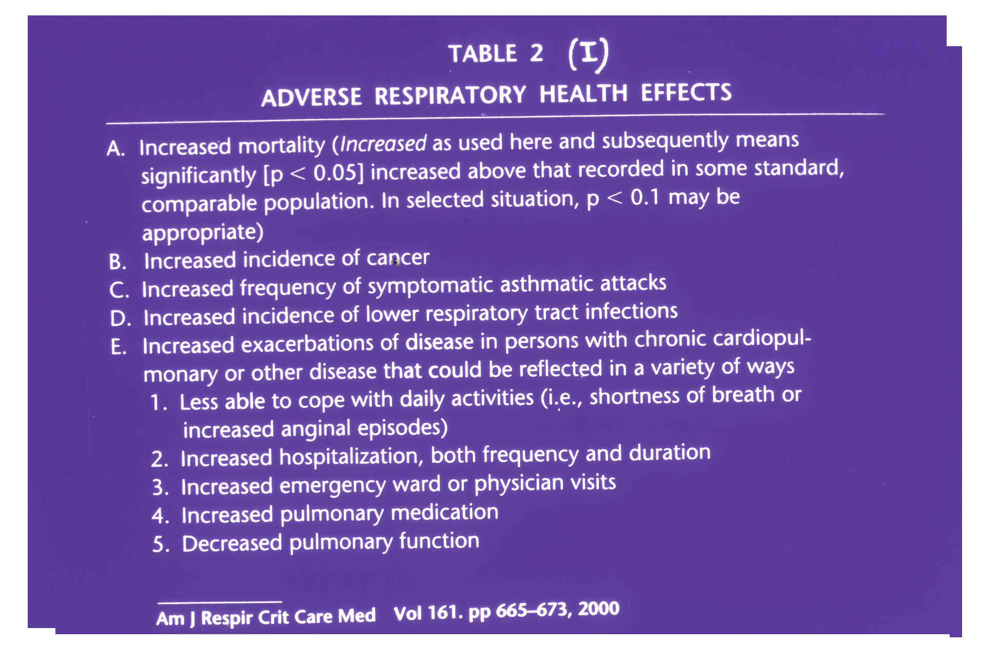 TABLE 2 (I)
ADVERSE RESPIRATORY HEALTH EFFECTS
A. Increased mortality (Increased as used here and subsequently means
significantly [p < 0.05] increased above that recorded in some standard,
comparable population. In selected situation, p < 0.1 may be
appropriate)
B. Increased incidence of cancer
C. Increased frequency of symptomatic asthmatic attacks
D. Increased incidence of lower respiratory tract infections
E. Increased exacerbations of disease in persons with chronic cardiopul-
monary or other disease that could be reflected in a variety of ways
1. Less able to cope with daily activities (i.e., shortness of breath or
increased anginal episodes)
2. Increased hospitalization, both frequency and duration
3. Increased emergency ward or physician visits
4. Increased pulmonary medication
5. Decreased pulmonary function
Am J Respir Crit Care Med Vol 161. pp 665–673, 2000